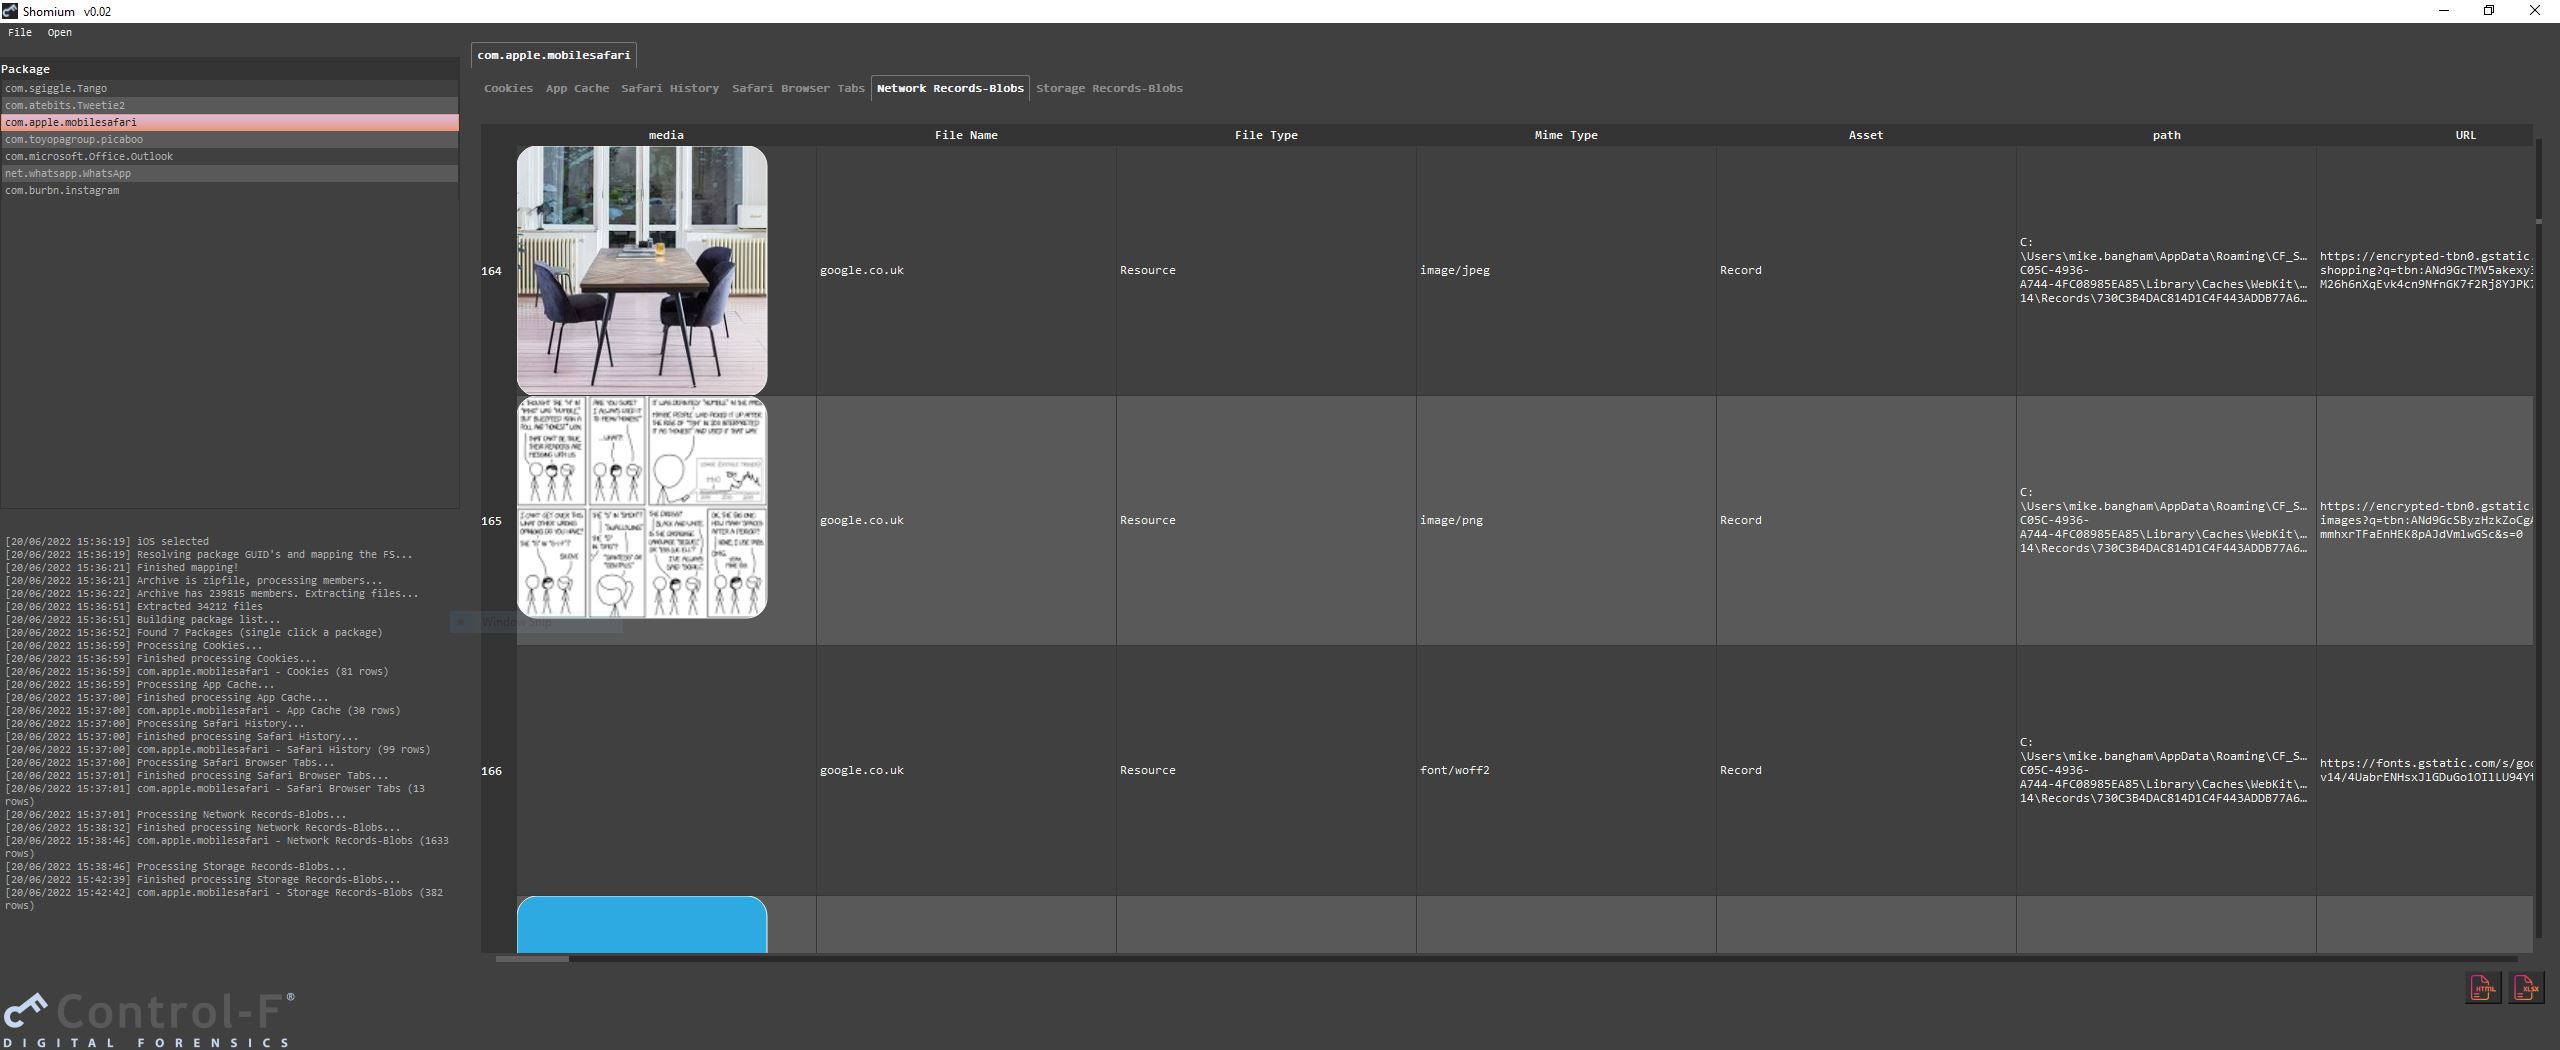 Shomium v0.02
File Open
Package
com.sgiggle.Tango
com.atebits.Tweetie2
com.apple.mobilesafari
com.toyopagroup.picaboo
com.microsoft.Office.Outlook
net.whatsapp.WhatsApp
com.burbn.instagram
[20/06/2022 15:36:19] iOS selected
[20/06/2022 15:36:19] Resolving package GUID's and mapping the FS...
[20/06/2022 15:36:21] Finished mapping!
[20/06/2022 15:36:21] Archive is zipfile, processing members...
[20/06/2022 15:36:22] Archive has 239815 members. Extracting files...
[20/06/2022 15:36:51] Extracted 34212 files
[20/06/2022 15:36:51] Building package list...
[20/06/2022 15:36:52] Found 7 Packages (single click a package)
[20/06/2022 15:36:59] Processing Cookies...
[20/06/2022 15:36:59] Finished processing Cookies...
[20/06/2022 15:36:59] com.apple.mobilesafari - Cookies (81 rows)
[20/06/2022 15:36:59] Processing App Cache...
[20/06/2022 15:37:00] Finished processing App Cache...
[20/06/2022 15:37:00] com.apple.mobilesafari - App Cache (30 rows)
[20/06/2022 15:37:00] Processing Safari History...
[20/06/2022 15:37:00] Finished processing Safari History...
[20/06/2022 15:37:00] com.apple.mobilesafari - Safari History (99 rows)
[20/06/2022 15:37:00] Processing Safari Browser Tabs...
[20/06/2022 15:37:01] Finished processing Safari Browser Tabs...
[20/06/2022 15:37:01] com.apple.mobilesafari - Safari Browser Tabs (13
rows)
[20/06/2022 15:37:01] Processing Network Records-Blobs...
[20/06/2022 15:38:32] Finished processing Network Records-Blobs...
[20/06/2022 15:38:46] com.apple.mobilesafari - Network Records-Blobs (1633
rows)
[20/06/2022 15:38:46] Processing Storage Records-Blobs...
[20/06/2022 15:42:39] Finished processing Storage Records-Blobs...
[20/06/2022 15:42:42] com.apple.mobilesafari - Storage Records-Blobs (382
rows)
Control-F®
DIGITAL FORENSICS
com.apple.mobilesafari
Cookies App Cache Safari History Safari Browser Tabs Network Records-Blobs Storage Records-Blobs
media File Name File Type Mime Type Asset path URL
164 google.co.uk Resource image/jpeg Record
C:
\Users\mike.bangham\AppData\Roaming\CF_S…
C05C-4936-
A744-4FC08985EA85\Library\Caches\WebKit\…
14\Records\730C3B4DAC814D1C4F443ADDB77A6…
https://encrypted-tbn0.gstatic.
shopping?q=tbn:ANd9GcTMV5akexy
M26h6nXqEvk4cn9NfnGK7f2Rj8YJPK
165 google.co.uk Resource image/png Record
C:
\Users\mike.bangham\AppData\Roaming\CF_S…
C05C-4936-
A744-4FC08985EA85\Library\Caches\WebKit\…
14\Records\730C3B4DAC814D1C4F443ADDB77A6…
https://encrypted-tbn0.gstatic.
images?q=tbn:ANd9GcSByzHzkZoCg
mmhxrTFaEnHEK8pAJdVmlwGSc&s=0
Window Snip
166 google.co.uk Resource font/woff2 Record
C:
\Users\mike.bangham\AppData\Roaming\CF_S…
C05C-4936-
A744-4FC08985EA85\Library\Caches\WebKit\…
14\Records\730C3B4DAC814D1C4F443ADDB77A6…
https://fonts.gstatic.com/s/goo
v14/4UabrENHsxJlGDuGo1OIlLU94Y
HTML XLSX